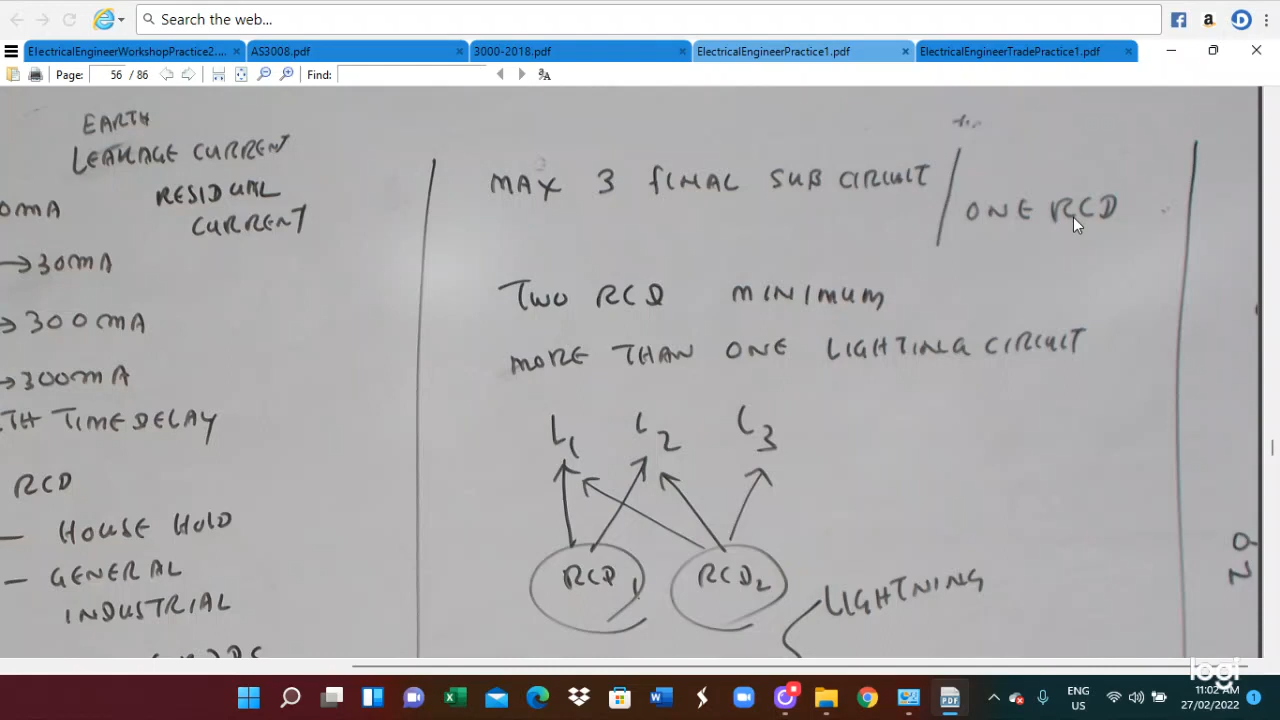 Search the web...
ElectricalEngineerWorkshopPractice2....
AS3008.pdf
3000-2018.pdf
ElectricalEngineerPractice1.pdf
ElectricalEngineerTradePractice1.pdf
Page: 56 / 86
Find:
EARTH
LEAKAGE CURRENT
RESIDUAL
CURRENT
0MA
→30MA
→300MA
→300MA
TH TIME DELAY
RCD
— HOUSE HOLD
— GENERAL
INDUSTRIAL
MAX 3 FINAL SUB CIRCUIT / ONE RCD
TWO RCD MINIMUM
MORE THAN ONE LIGHTING CIRCUIT
L1 L2 L3
RCD1 RCD2
LIGHTNING
ENG
US
11:02 AM
27/02/2022